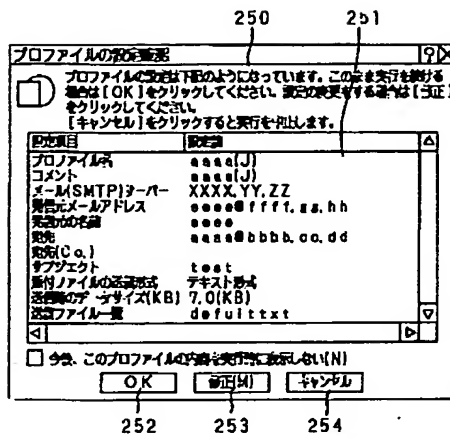 250
251
プロファイルの設定確認
プロファイルの設定は下記のようになっています。このまま実行を続ける
場合は[OK]をクリックしてください。設定の変更をする場合は[訂正]
をクリックしてください。
[キャンセル]をクリックすると実行を中止します。
設定項目 設定値
プロファイル名 aaaa(J)
コメント aaaa(J)
メール(SMTP)サーバー XXXX.YY.ZZ
発信元メールアドレス eeee@ffff.gg.hh
発信元の名前 eeee
宛先 aaaa@bbbb.co.dd
宛先(Cc.)
サブジェクト test
添付ファイルの送信形式 テキスト形式
送信時のデータサイズ(KB) 7.0(KB)
送信ファイル一覧 defuittxt
今後、このプロファイルの内容を実行時に表示しない(N)
OK 訂正(M) キャンセル
252 253 254